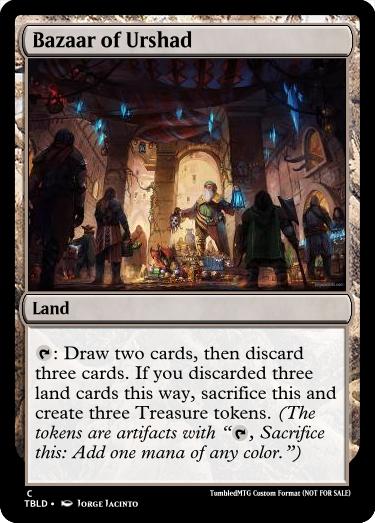 Bazaar of Urshad
Land
: Draw two cards, then discard
three cards. If you discarded three
land cards this way, sacrifice this and
create three Treasure tokens. (The
tokens are artifacts with “, Sacrifice
this: Add one mana of any color.”)
C
TBLD • Jorge Jacinto
TumbledMTG Custom Format (NOT FOR SALE)